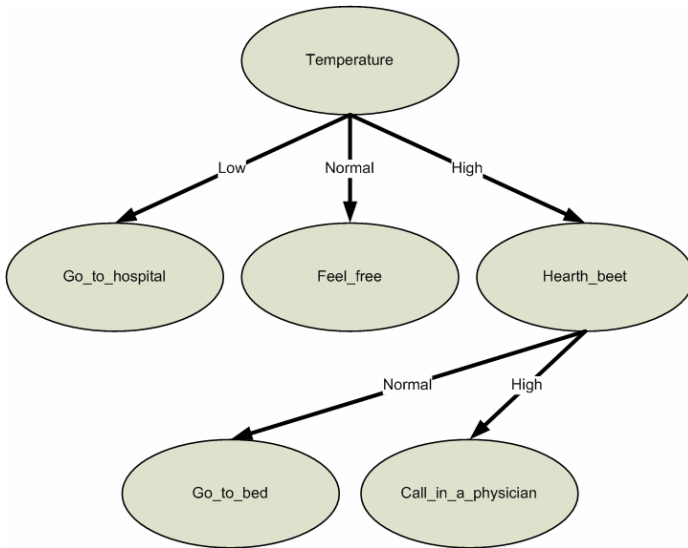 Temperature
Low
Normal
High
Go_to_hospital
Feel_free
Hearth_beet
Normal
High
Go_to_bed
Call_in_a_physician